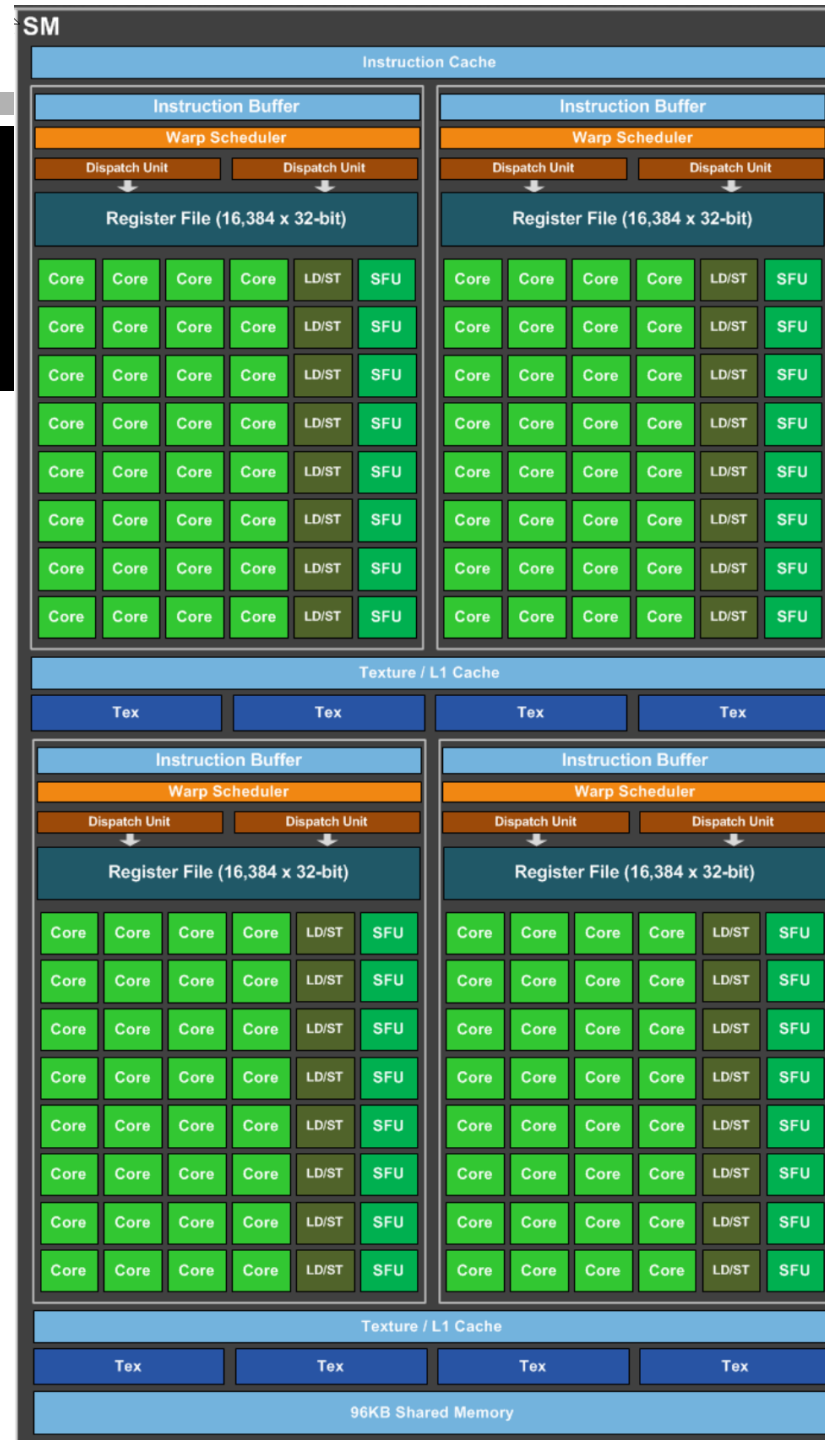 SM
Instruction Cache
Instruction Buffer Instruction Buffer
Warp Scheduler Warp Scheduler
Dispatch Unit Dispatch Unit Dispatch Unit Dispatch Unit
Register File (16,384 x 32-bit) Register File (16,384 x 32-bit)
Core Core Core Core LD/ST SFU Core Core Core Core LD/ST SFU
Core Core Core Core LD/ST SFU Core Core Core Core LD/ST SFU
Core Core Core Core LD/ST SFU Core Core Core Core LD/ST SFU
Core Core Core Core LD/ST SFU Core Core Core Core LD/ST SFU
Core Core Core Core LD/ST SFU Core Core Core Core LD/ST SFU
Core Core Core Core LD/ST SFU Core Core Core Core LD/ST SFU
Core Core Core Core LD/ST SFU Core Core Core Core LD/ST SFU
Core Core Core Core LD/ST SFU Core Core Core Core LD/ST SFU
Texture / L1 Cache
Tex Tex Tex Tex
Instruction Buffer Instruction Buffer
Warp Scheduler Warp Scheduler
Dispatch Unit Dispatch Unit Dispatch Unit Dispatch Unit
Register File (16,384 x 32-bit) Register File (16,384 x 32-bit)
Core Core Core Core LD/ST SFU Core Core Core Core LD/ST SFU
Core Core Core Core LD/ST SFU Core Core Core Core LD/ST SFU
Core Core Core Core LD/ST SFU Core Core Core Core LD/ST SFU
Core Core Core Core LD/ST SFU Core Core Core Core LD/ST SFU
Core Core Core Core LD/ST SFU Core Core Core Core LD/ST SFU
Core Core Core Core LD/ST SFU Core Core Core Core LD/ST SFU
Core Core Core Core LD/ST SFU Core Core Core Core LD/ST SFU
Core Core Core Core LD/ST SFU Core Core Core Core LD/ST SFU
Texture / L1 Cache
Tex Tex Tex Tex
96KB Shared Memory